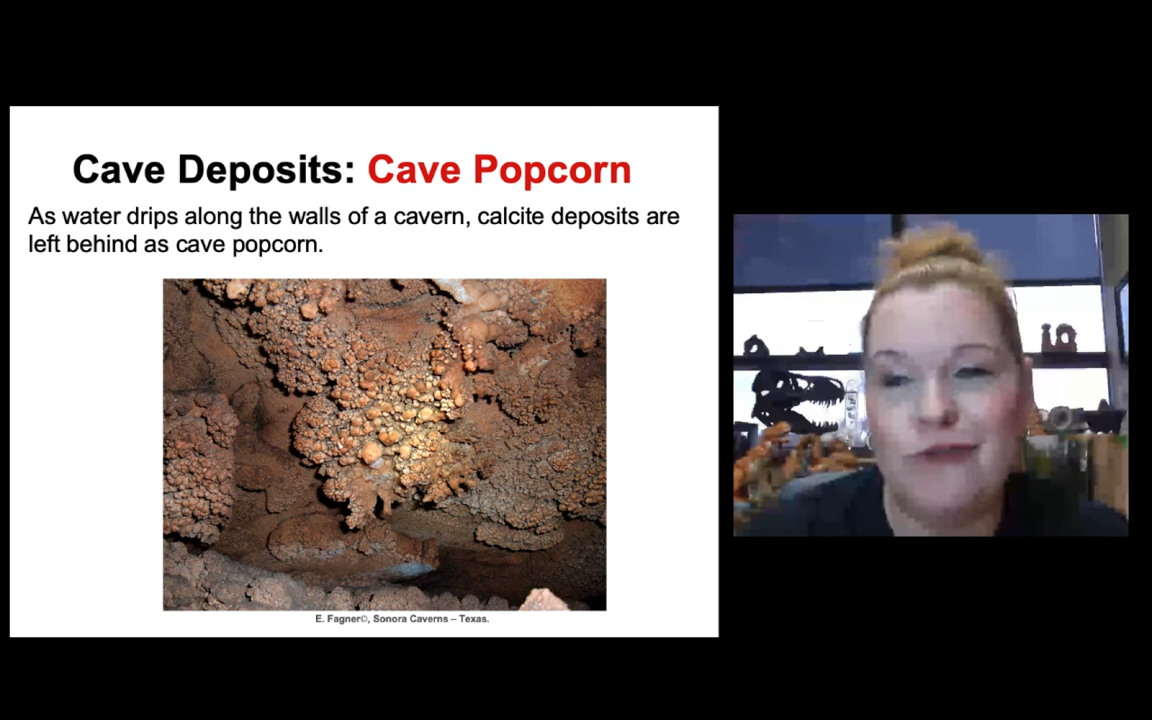 Cave Deposits: Cave Popcorn
As water drips along the walls of a cavern, calcite deposits are
left behind as cave popcorn.
E. Fagner©, Sonora Caverns – Texas.